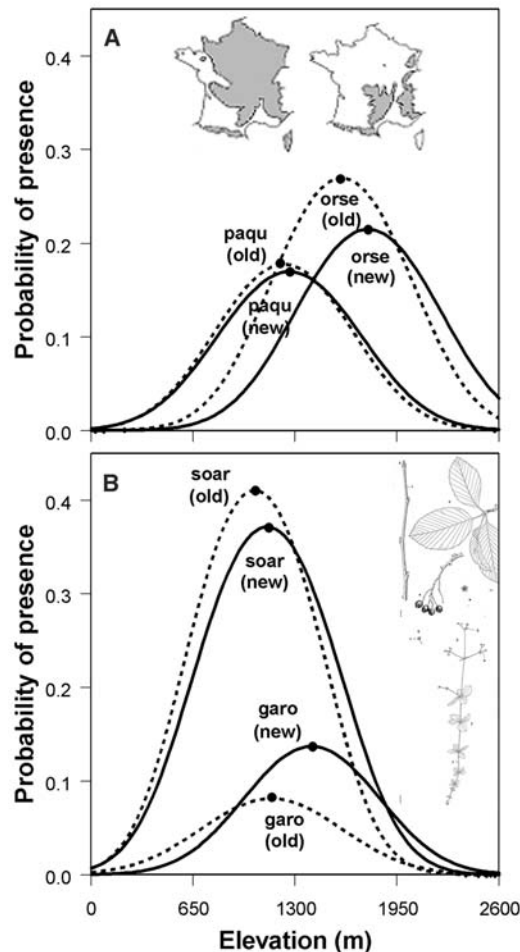 A
0.4
0.3
0.2
0.1
0.0
Probability of presence
orse
(old)
paqu
(old)
orse
(new)
paqu
(new)
B
0.4
0.3
0.2
0.1
0.0
Probability of presence
soar
(old)
soar
(new)
garo
(new)
garo
(old)
0 650 1300 1950 2600
Elevation (m)